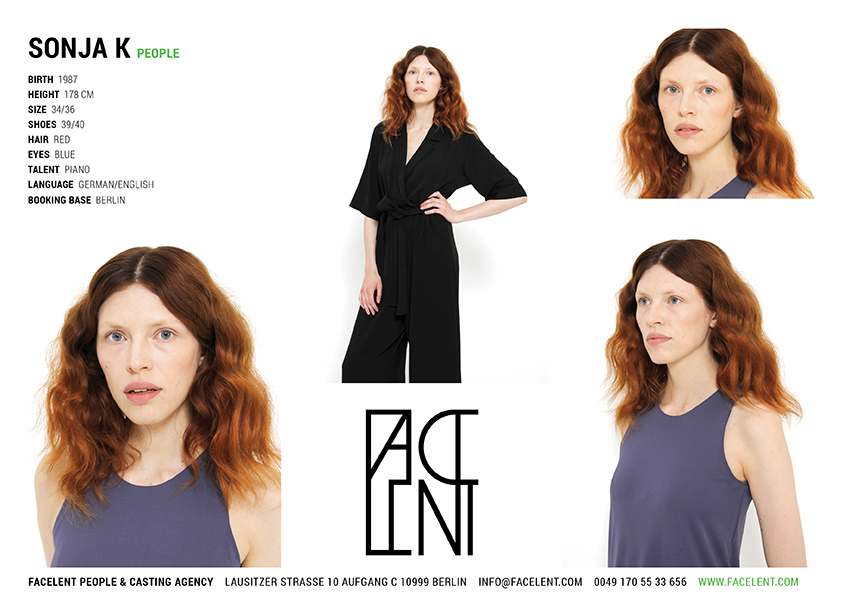 SONJA K PEOPLE
BIRTH 1987
HEIGHT 178 CM
SIZE 34/36
SHOES 39/40
HAIR RED
EYES BLUE
TALENT PIANO
LANGUAGE GERMAN/ENGLISH
BOOKING BASE BERLIN
FACE
LENT
FACELENT PEOPLE & CASTING AGENCY LAUSITZER STRASSE 10 AUFGANG C 10999 BERLIN INFO@FACELENT.COM 0049 170 55 33 656 WWW.FACELENT.COM